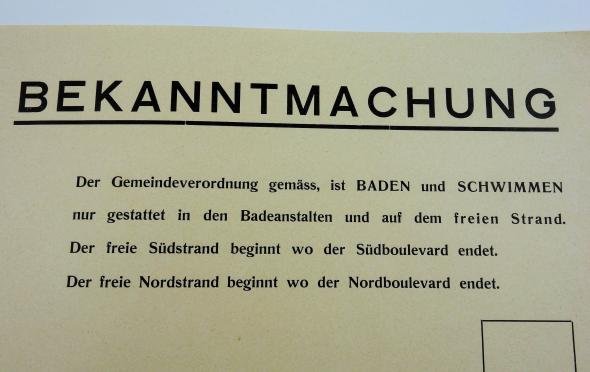 BEKANNTMACHUNG
Der Gemeindeverordnung gemäss, ist BADEN und SCHWIMMEN
nur gestattet in den Badeanstalten und auf dem freien Strand.
Der freie Südstrand beginnt wo der Südboulevard endet.
Der freie Nordstrand beginnt wo der Nordboulevard endet.